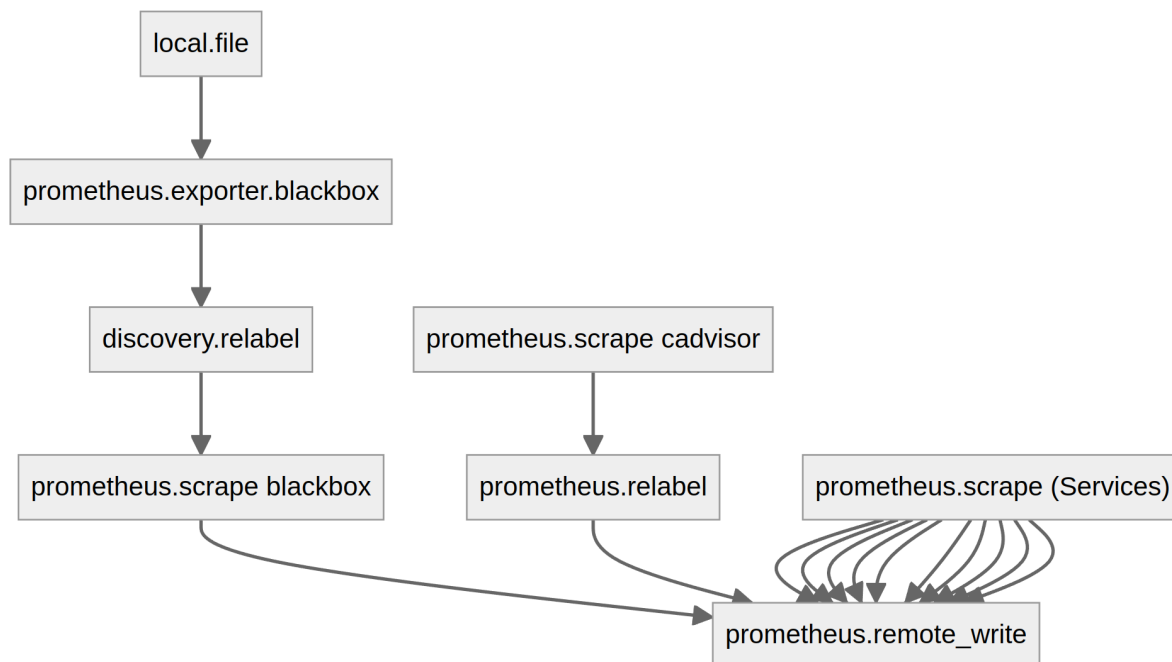 local.file
prometheus.exporter.blackbox
discovery.relabel
prometheus.scrape cadvisor
prometheus.scrape blackbox
prometheus.relabel
prometheus.scrape (Services)
prometheus.remote_write